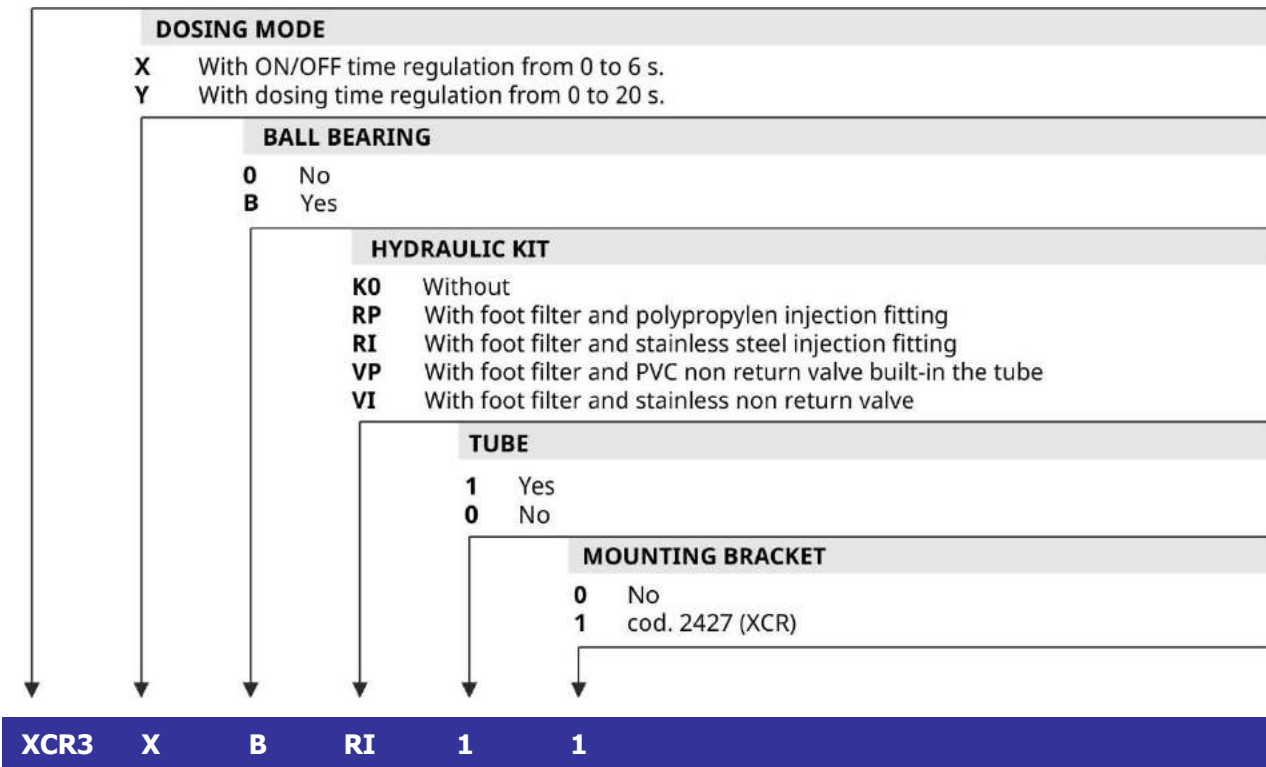 DOSING MODE
X With ON/OFF time regulation from 0 to 6 s.
Y With dosing time regulation from 0 to 20 s.
BALL BEARING
0 No
B Yes
HYDRAULIC KIT
K0 Without
RP With foot filter and polypropylen injection fitting
RI With foot filter and stainless steel injection fitting
VP With foot filter and PVC non return valve built-in the tube
VI With foot filter and stainless non return valve
TUBE
1 Yes
0 No
MOUNTING BRACKET
0 No
1 cod. 2427 (XCR)
XCR3 X B RI 1 1